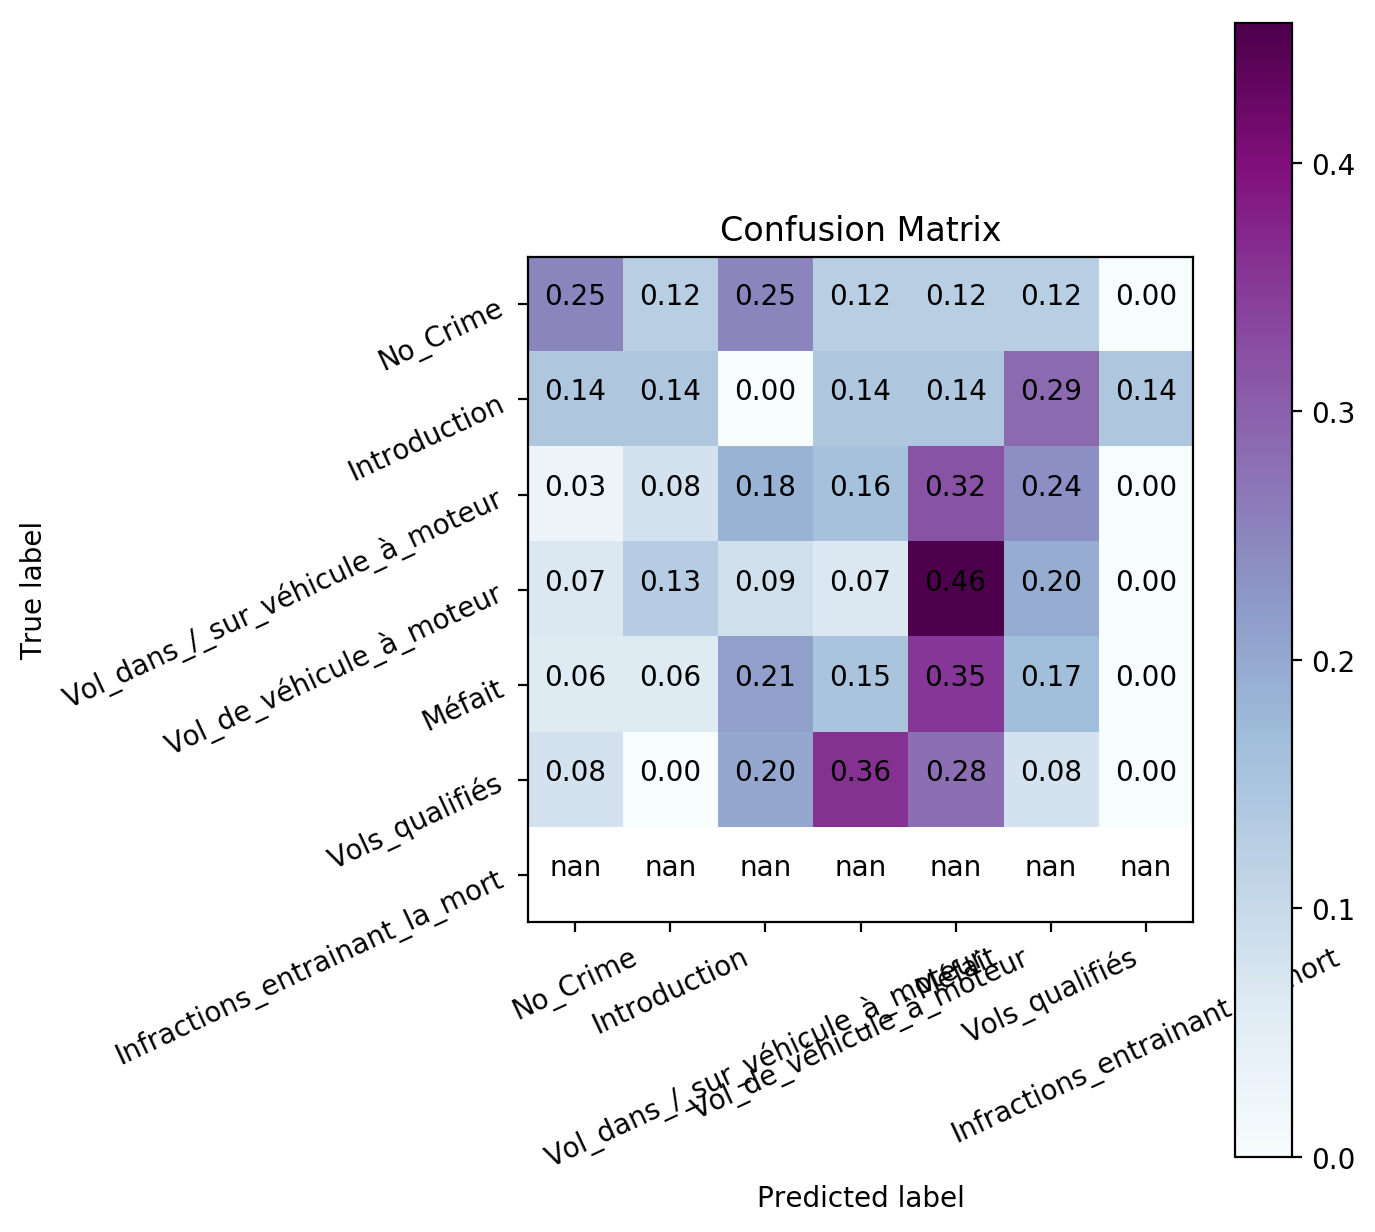 Confusion Matrix
True label
No_Crime
0.25 0.12 0.25 0.12 0.12 0.12 0.00
Introduction
0.14 0.14 0.00 0.14 0.14 0.29 0.14
Vol_dans_/_sur_véhicule_à_moteur
0.03 0.08 0.18 0.16 0.32 0.24 0.00
Vol_de_véhicule_à_moteur
0.07 0.13 0.09 0.07 0.46 0.20 0.00
Méfait
0.06 0.06 0.21 0.15 0.35 0.17 0.00
Vols_qualifiés
0.08 0.00 0.20 0.36 0.28 0.08 0.00
Infractions_entrainant_la_mort
nan nan nan nan nan nan nan
No_Crime
Introduction
Vol_dans_/_sur_véhicule_à_moteur
Vol_de_véhicule_à_moteur
Méfait
Vols_qualifiés
Infractions_entrainant mort
Predicted label
0.4
0.3
0.2
0.1
0.0